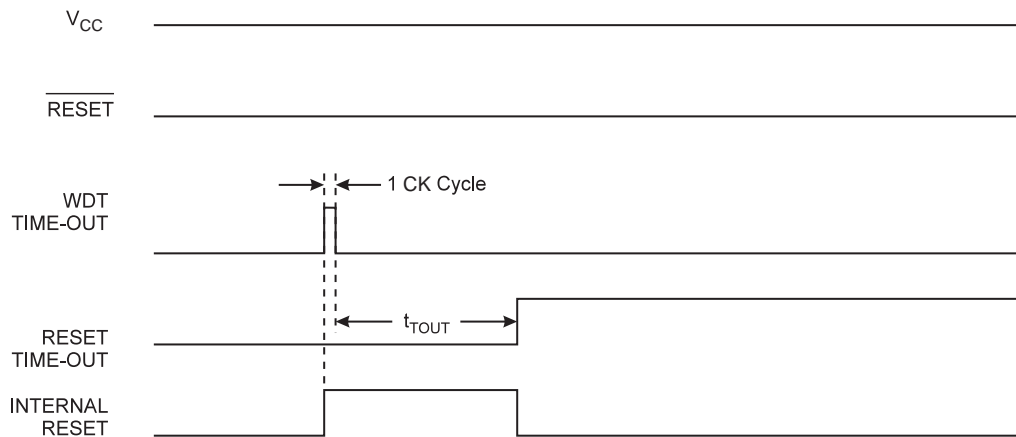 VCC
RESET
1 CK Cycle
WDT
TIME-OUT
tTOUT
RESET
TIME-OUT
INTERNAL
RESET